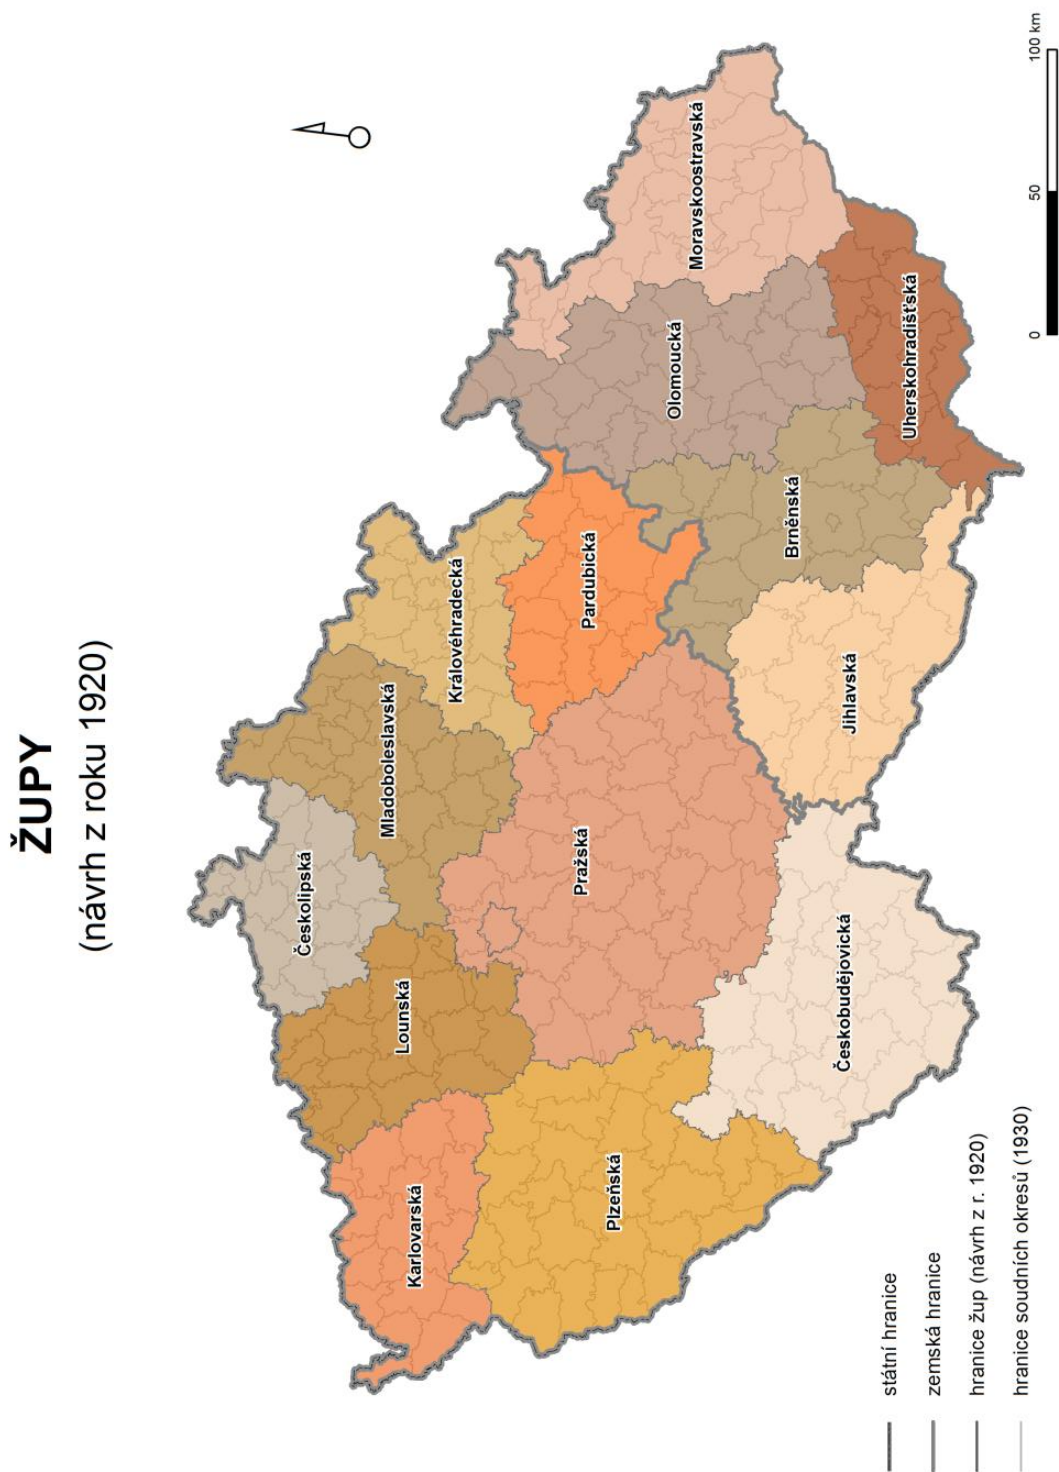 ŽUPY
(návrh z roku 1920)
Českolipská
Mladoboleslavská
Královéhradecká
Karlovarská
Lounská
Pražská
Pardubická
Plzeňská
Olomoucká
Moravskoostravská
Českobudějovická
Jihlavská
Brněnská
Uherskohradišťská
státní hranice
zemská hranice
hranice žup (návrh z r. 1920)
hranice soudních okresů (1930)
0 50 100 km